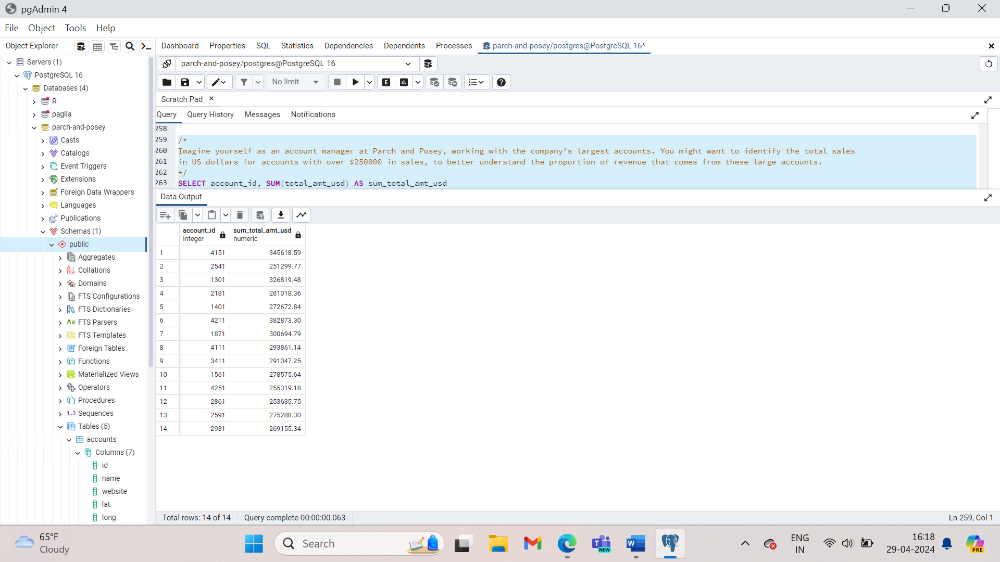 pgAdmin 4
File Object Tools Help
Object Explorer
Dashboard Properties SQL Statistics Dependencies Dependents Processes parch-and-posey/postgres@PostgreSQL 16*
Servers (1)
PostgreSQL 16
Databases (4)
R
pagila
parch-and-posey
Casts
Catalogs
Event Triggers
Extensions
Foreign Data Wrappers
Languages
Publications
Schemas (1)
public
Aggregates
Collations
Domains
FTS Configurations
FTS Dictionaries
Aa FTS Parsers
FTS Templates
Foreign Tables
Functions
Materialized Views
Operators
Procedures
1..3 Sequences
Tables (5)
accounts
Columns (7)
id
name
website
lat
long
parch-and-posey/postgres@PostgreSQL 16
No limit
E
Scratch Pad
Query Query History Messages Notifications
258
259 /*
260 Imagine yourself as an account manager at Parch and Posey, working with the company’s largest accounts. You might want to identify the total sales
261 in US dollars for accounts with over $250000 in sales, to better understand the proportion of revenue that comes from these large accounts.
262 */
263 SELECT account_id, SUM(total_amt_usd) AS sum_total_amt_usd
Data Output
account_id sum_total_amt_usd
integer numeric
1 4151 345618.59
2 2541 251299.77
3 1301 326819.48
4 2181 281018.36
5 1401 272672.84
6 4211 382873.30
7 1871 300694.79
8 4111 293861.14
9 3411 291047.25
10 1561 278575.64
11 4251 255319.18
12 2861 253635.75
13 2591 275288.30
14 2931 269155.34
Total rows: 14 of 14 Query complete 00:00:00.063 Ln 259, Col 1
65°F
Cloudy
Search
NEW
W
ENG
IN
16:18
29-04-2024
PRE